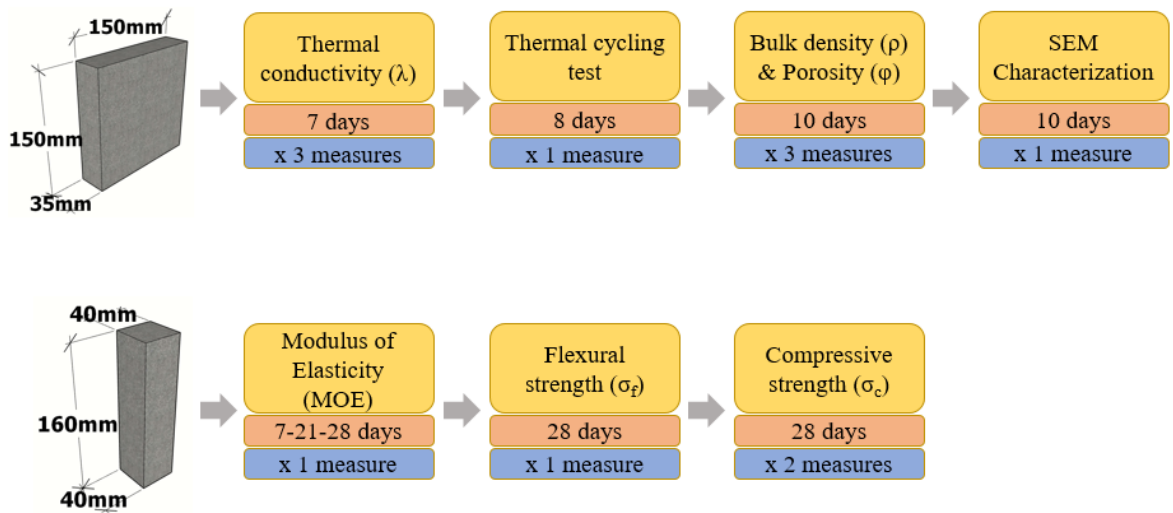 150mm
150mm
35mm
Thermal
conductivity (λ)
7 days
x 3 measures
Thermal cycling
test
8 days
x 1 measure
Bulk density (ρ)
& Porosity (φ)
10 days
x 3 measures
SEM
Characterization
10 days
x 1 measure
40mm
160mm
40mm
Modulus of
Elasticity
(MOE)
7-21-28 days
x 1 measure
Flexural
strength (σf)
28 days
x 1 measure
Compressive
strength (σc)
28 days
x 2 measures